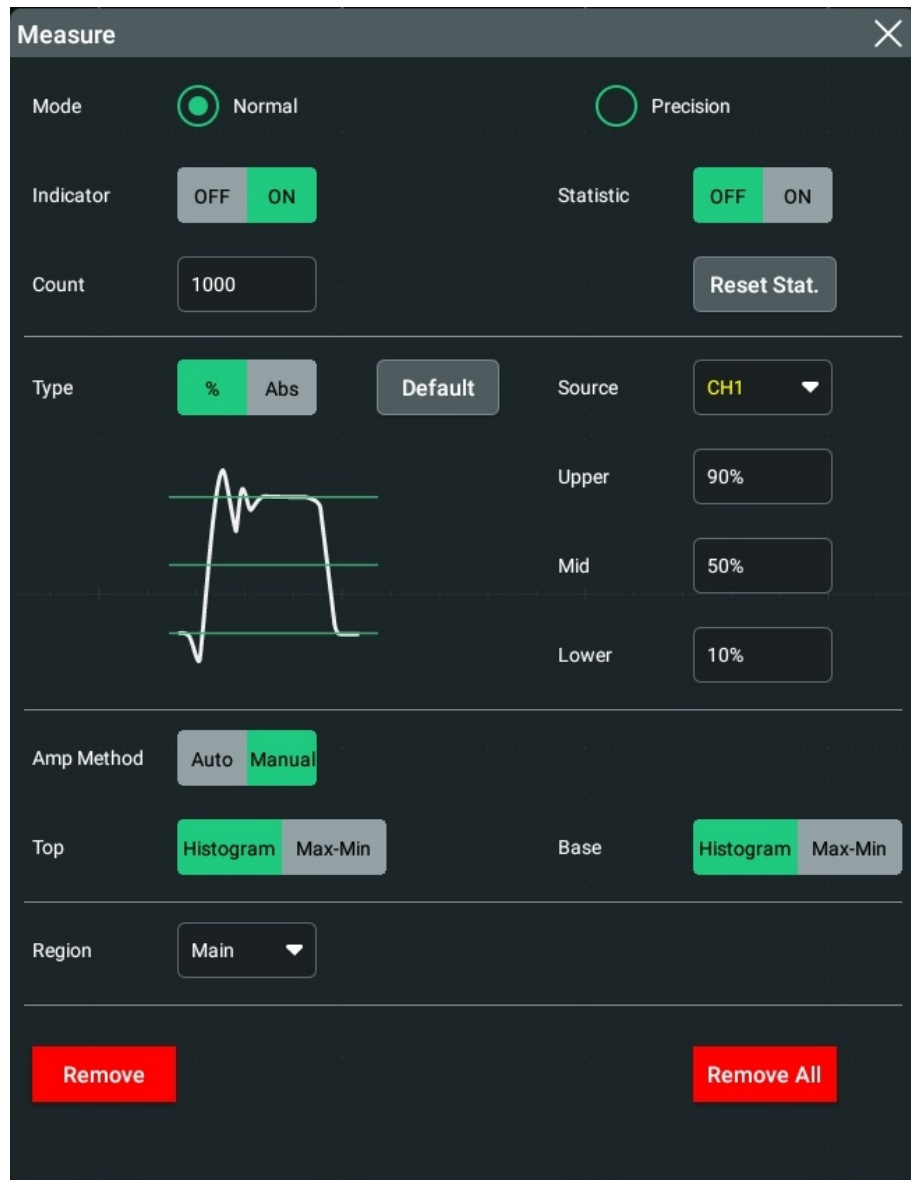 Measure
Mode Normal Precision
Indicator OFF ON Statistic OFF ON
Count 1000 Reset Stat.
Type % Abs Default Source CH1
Upper 90%
Mid 50%
Lower 10%
Amp Method Auto Manual
Top Histogram Max-Min Base Histogram Max-Min
Region Main
Remove Remove All